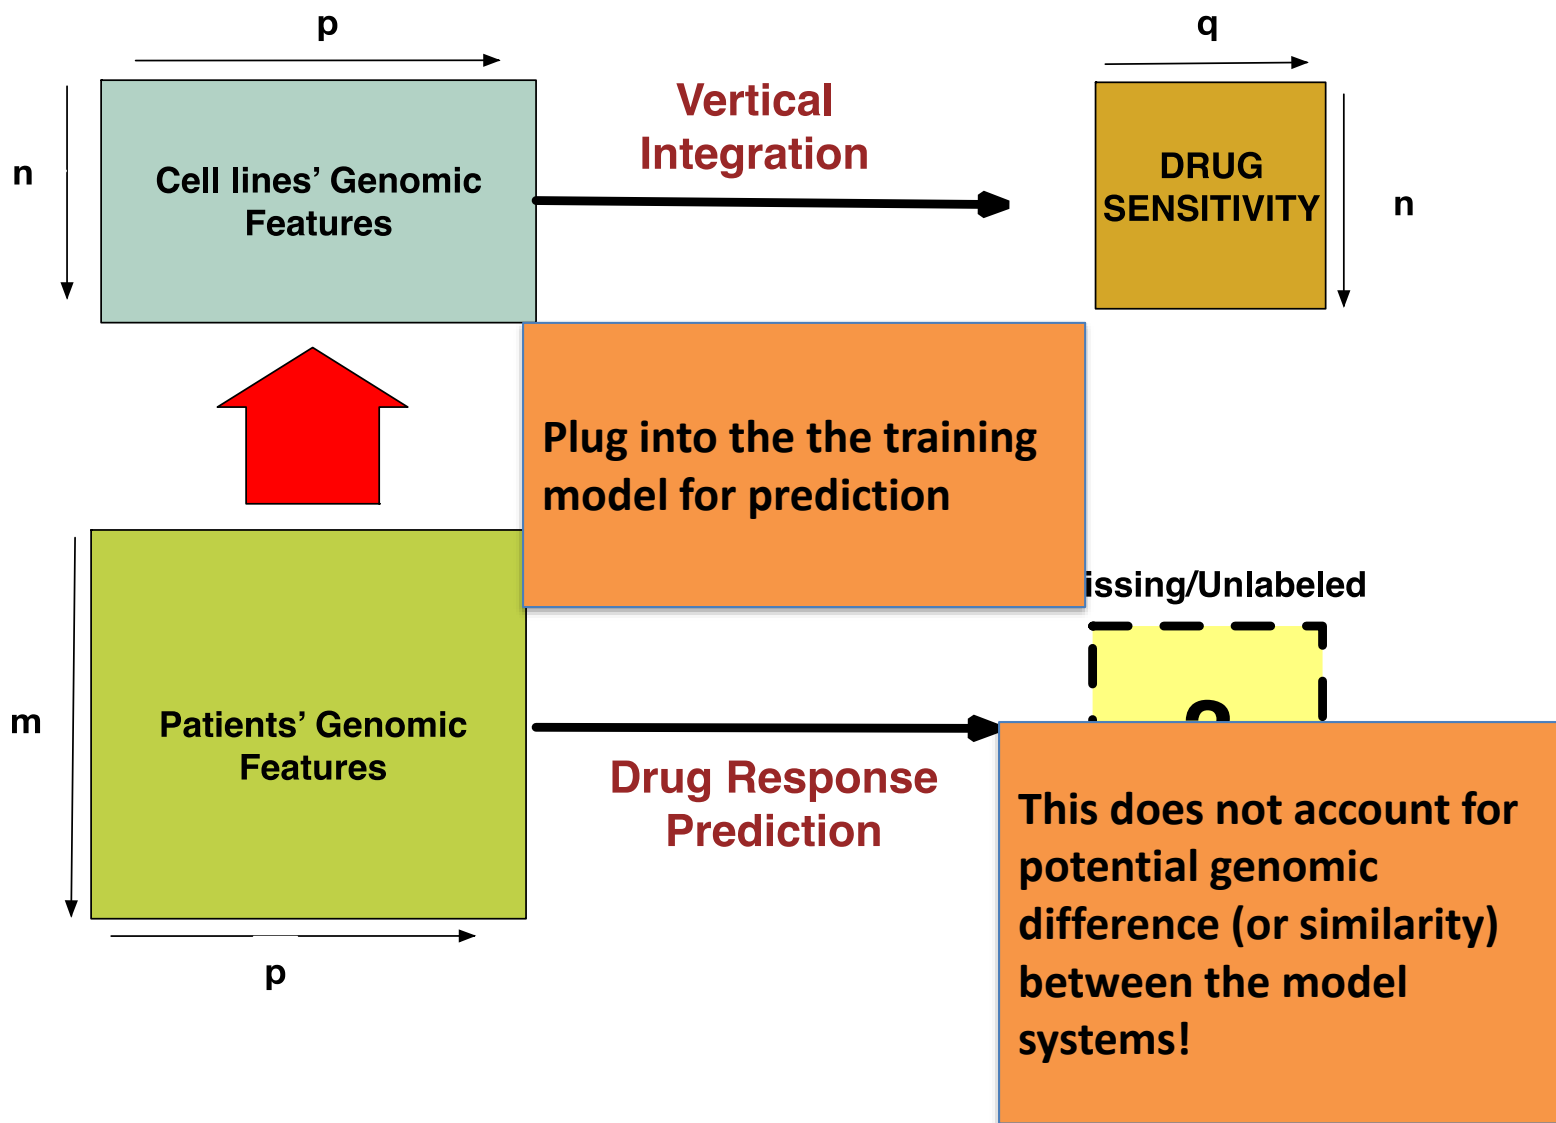 p
q
n
Cell lines’ Genomic
Features
Vertical
Integration
DRUG
SENSITIVITY
n
Plug into the the training
model for prediction
issing/Unlabeled
m
Patients’ Genomic
Features
Drug Response
Prediction
p
This does not account for
potential genomic
difference (or similarity)
between the model
systems!